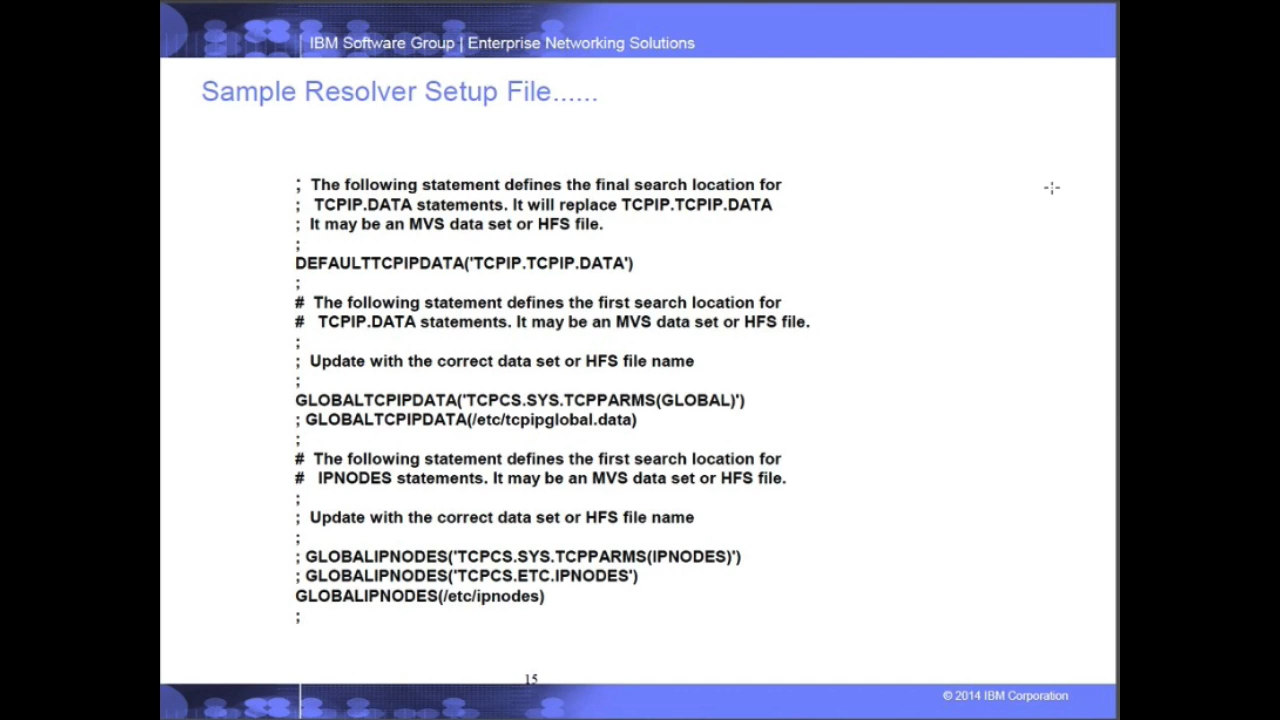 IBM Software Group | Enterprise Networking Solutions
Sample Resolver Setup File......
; The following statement defines the final search location for
; TCPIP.DATA statements. It will replace TCPIP.TCPIP.DATA
; It may be an MVS data set or HFS file.
;
DEFAULTTCPIPDATA('TCPIP.TCPIP.DATA')
;
# The following statement defines the first search location for
# TCPIP.DATA statements. It may be an MVS data set or HFS file.
;
; Update with the correct data set or HFS file name
;
GLOBALTCPIPDATA('TCPCS.SYS.TCPPARMS(GLOBAL)')
; GLOBALTCPIPDATA(/etc/tcpipglobal.data)
;
# The following statement defines the first search location for
# IPNODES statements. It may be an MVS data set or HFS file.
;
; Update with the correct data set or HFS file name
;
; GLOBALIPNODES('TCPCS.SYS.TCPPARMS(IPNODES)')
; GLOBALIPNODES('TCPCS.ETC.IPNODES')
GLOBALIPNODES(/etc/ipnodes)
;
15
© 2014 IBM Corporation